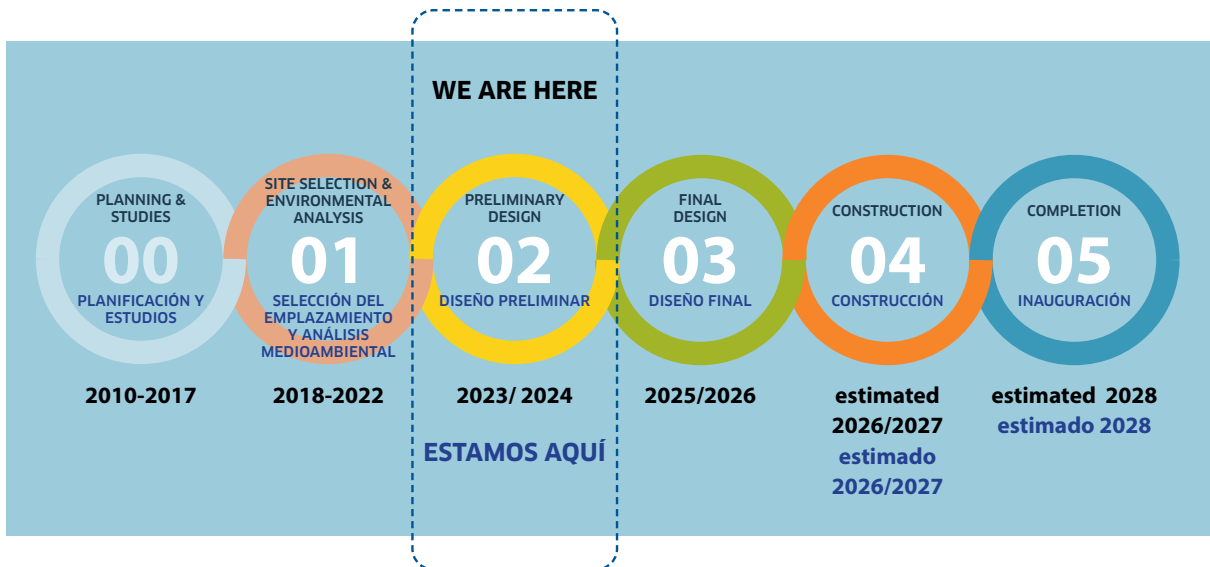 WE ARE HERE
PLANNING &
STUDIES
00
PLANIFICACIÓN Y
ESTUDIOS
2010-2017
SITE SELECTION &
ENVIRONMENTAL
ANALYSIS
01
SELECCIÓN DEL
EMPLAZAMIENTO
Y ANÁLISIS
MEDIOAMBIENTAL
2018-2022
PRELIMINARY
DESIGN
02
DISEÑO PRELIMINAR
2023/ 2024
FINAL
DESIGN
03
DISEÑO FINAL
2025/2026
CONSTRUCTION
04
CONSTRUCCIÓN
estimated
2026/2027
estimado
2026/2027
COMPLETION
05
INAUGURACIÓN
estimated 2028
estimado 2028
ESTAMOS AQUÍ